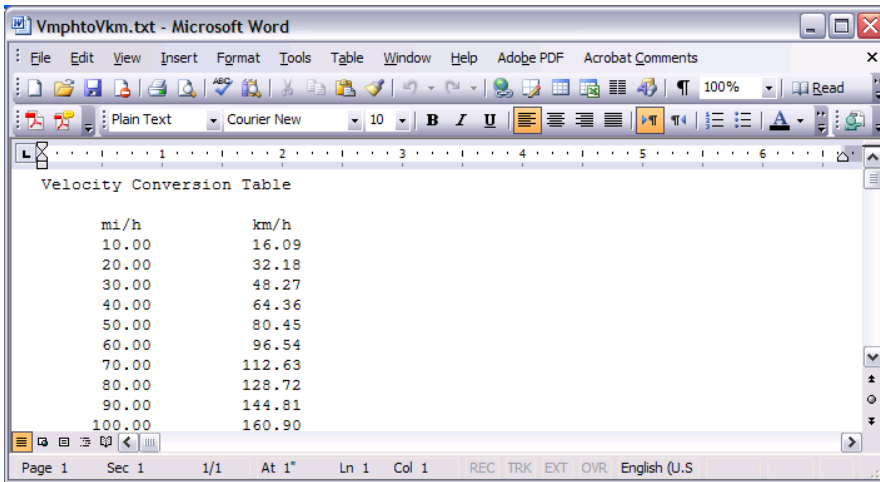 VmphtoVkm.txt - Microsoft Word
File Edit View Insert Format Tools Table Window Help Adobe PDF Acrobat Comments
100% Read
Plain Text Courier New 10 B I U A
1 2 3 4 5 6
Velocity Conversion Table
mi/h km/h
10.00 16.09
20.00 32.18
30.00 48.27
40.00 64.36
50.00 80.45
60.00 96.54
70.00 112.63
80.00 128.72
90.00 144.81
100.00 160.90
Page 1 Sec 1 1/1 At 1" Ln 1 Col 1 REC TRK EXT OVR English (U.S